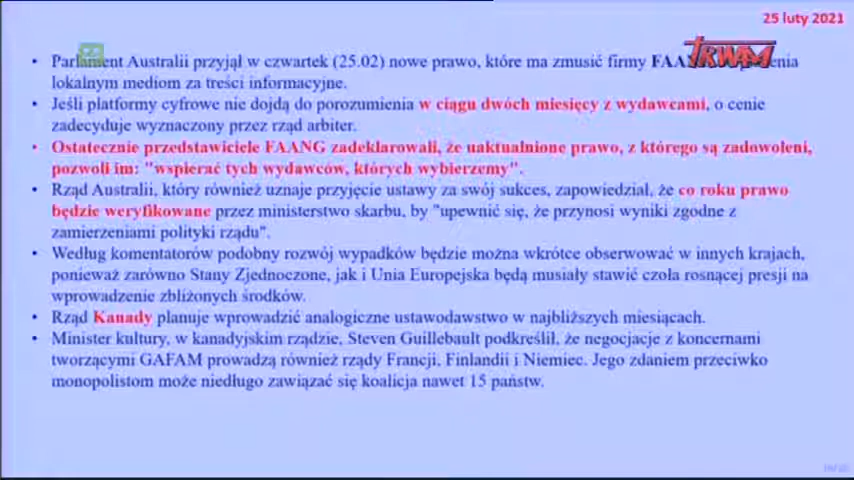 25 luty 2021
TRWAM
• Parlament Australii przyjął w czwartek (25.02) nowe prawo, które ma zmusić firmy
lokalnym mediom za treści informacyjne.
• Jeśli platformy cyfrowe nie dojdą do porozumienia w ciągu dwóch miesięcy z wydawcami, o cenie
zadecyduje wyznaczony przez rząd arbiter.
• Ostatecznie przedstawiciele FAANG zadeklarowali, że uaktualnione prawo, z którego są zadowoleni,
pozwoli im: "wspierać tych wydawców, których wybierzemy".
• Rząd Australii, który również uznaje przyjęcie ustawy za swój sukces, zapowiedział, że co roku prawo
będzie weryfikowane przez ministerstwo skarbu, by "upewnić się, że przynosi wyniki zgodne z
zamierzeniami polityki rządu".
• Według komentatorów podobny rozwój wypadków będzie można wkrótce obserwować w innych krajach,
ponieważ zarówno Stany Zjednoczone, jak i Unia Europejska będą musiały stawić czoła rosnącej presji na
wprowadzenie zbliżonych środków.
• Rząd Kanady planuje wprowadzić analogiczne ustawodawstwo w najbliższych miesiącach.
• Minister kultury, w kanadyjskim rządzie, Steven Guillebault podkreślił, że negocjacje z koncernami
tworzącymi GAFAM prowadzą również rządy Francji, Finlandii i Niemiec. Jego zdaniem przeciwko
monopolistom może niedługo zawiązać się koalicja nawet 15 państw.